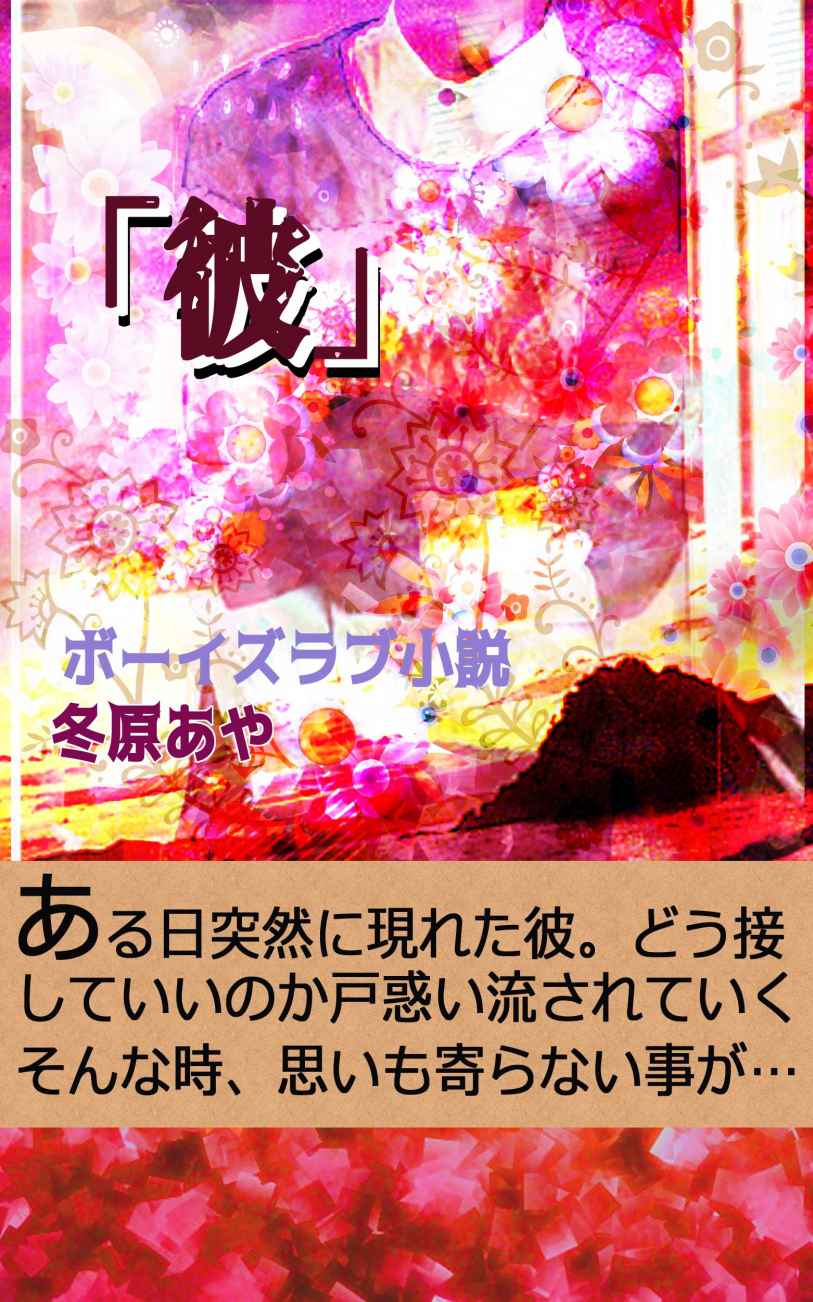 「彼」
ボーイズラブ小説
冬原あや
ある日突然に現れた彼。どう接
していいのか戸惑い流されていく
そんな時、思いも寄らない事が…